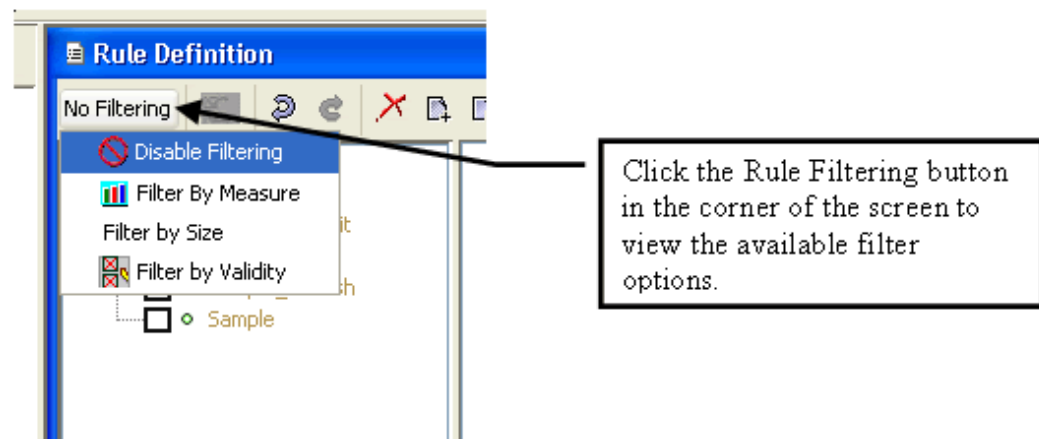 Rule Definition
No Filtering
Disable Filtering
Filter By Measure
Filter by Size
Filter by Validity
Sample
Click the Rule Filtering button
in the corner of the screen to
view the available filter
options.